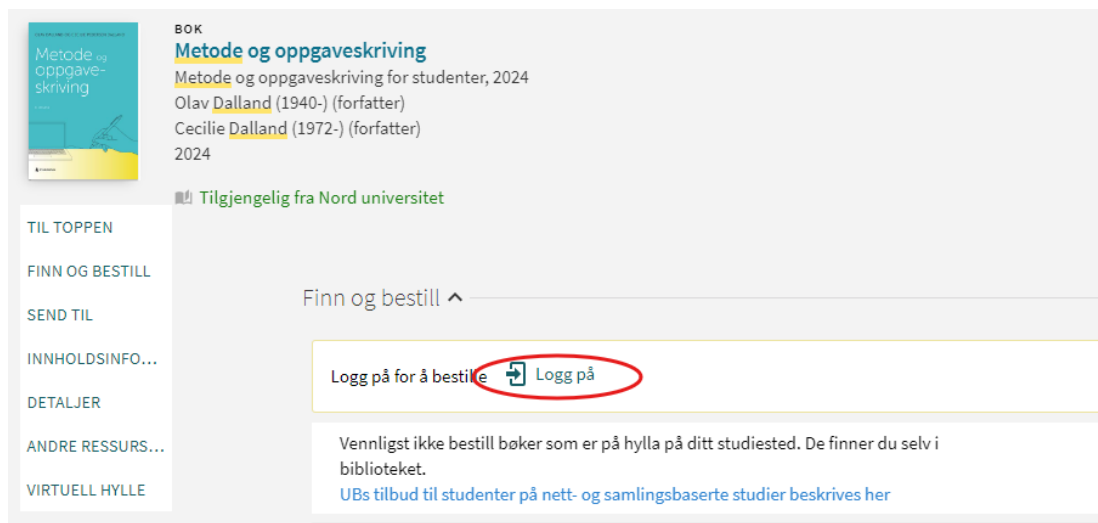 BOK
Metode og oppgaveskriving
Metode og oppgaveskriving for studenter, 2024
Olav Dalland (1940-) (forfatter)
Cecilie Dalland (1972-) (forfatter)
2024
Tilgjengelig fra Nord universitet
Metode og
oppgave-
skriving
TIL TOPPEN
FINN OG BESTILL
SEND TIL
INNHOLDSINFO...
DETALJER
ANDRE RESSURS...
VIRTUELL HYLLE
Finn og bestill
Logg på for å bestille Logg på
Vennligst ikke bestill bøker som er på hylla på ditt studiested. De finner du selv i
biblioteket.
UBs tilbud til studenter på nett- og samlingsbaserte studier beskrives her